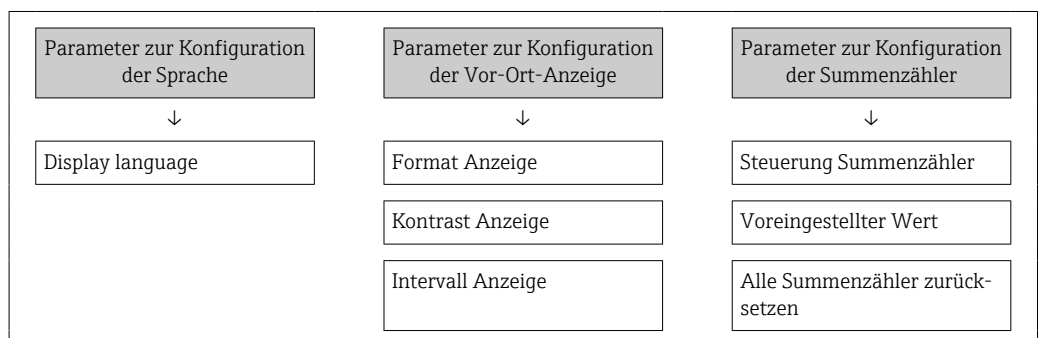 Parameter zur Konfiguration
der Sprache
↓
Display language
Parameter zur Konfiguration
der Vor-Ort-Anzeige
↓
Format Anzeige
Kontrast Anzeige
Intervall Anzeige
Parameter zur Konfiguration
der Summenzähler
↓
Steuerung Summenzähler
Voreingestellter Wert
Alle Summenzähler zurück-
setzen